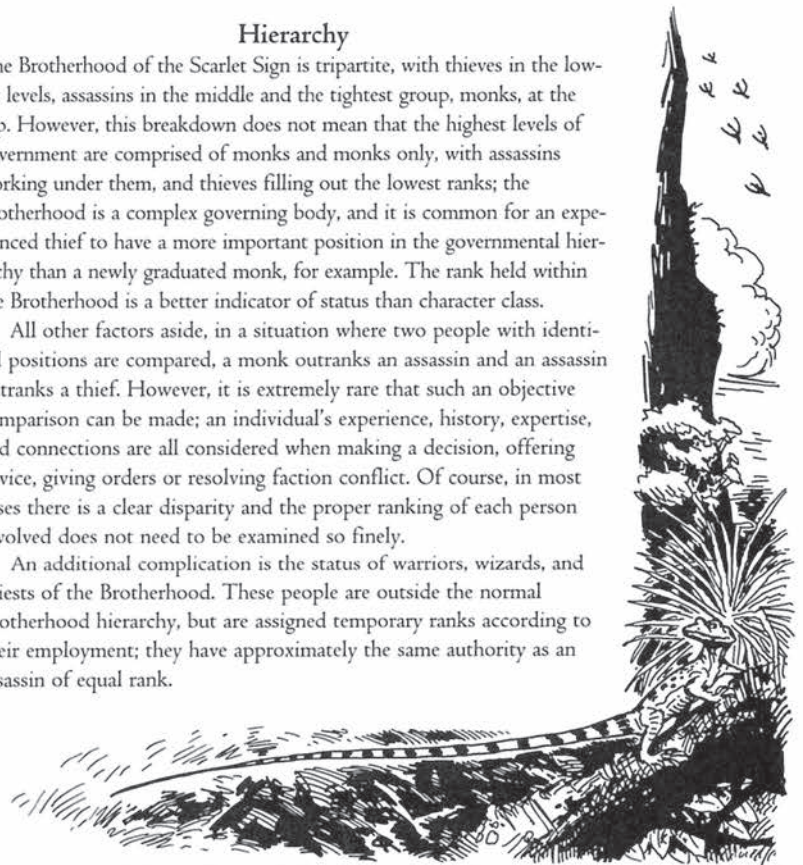 Hierarchy
ne Brotherhood of the Scarlet Sign is tripartite, with thieves in the low-
levels, assassins in the middle and the tightest group, monks, at the
p. However, this breakdown does not mean that the highest levels of
vernment are comprised of monks and monks only, with assassins
orking under them, and thieves filling out the lowest ranks; the
otherhood is a complex governing body, and it is common for an expe-
nced thief to have a more important position in the governmental hier-
chy than a newly graduated monk, for example. The rank held within
e Brotherhood is a better indicator of status than character class.
All other factors aside, in a situation where two people with identi-
l positions are compared, a monk outranks an assassin and an assassin
tranks a thief. However, it is extremely rare that such an objective
mparison can be made; an individual's experience, history, expertise,
d connections are all considered when making a decision, offering
vice, giving orders or resolving faction conflict. Of course, in most
ses there is a clear disparity and the proper ranking of each person
volved does not need to be examined so finely.
An additional complication is the status of warriors, wizards, and
iests of the Brotherhood. These people are outside the normal
otherhood hierarchy, but are assigned temporary ranks according to
eir employment; they have approximately the same authority as an
sassin of equal rank.